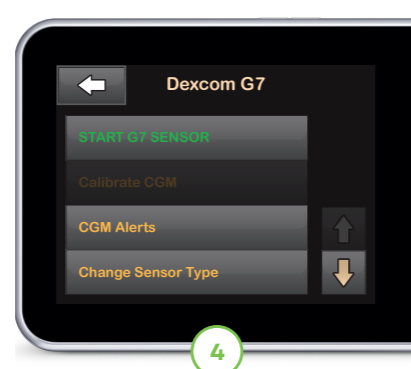 Dexcom G7
START G7 SENSOR
Calibrate CGM
CGM Alerts
Change Sensor Type
4